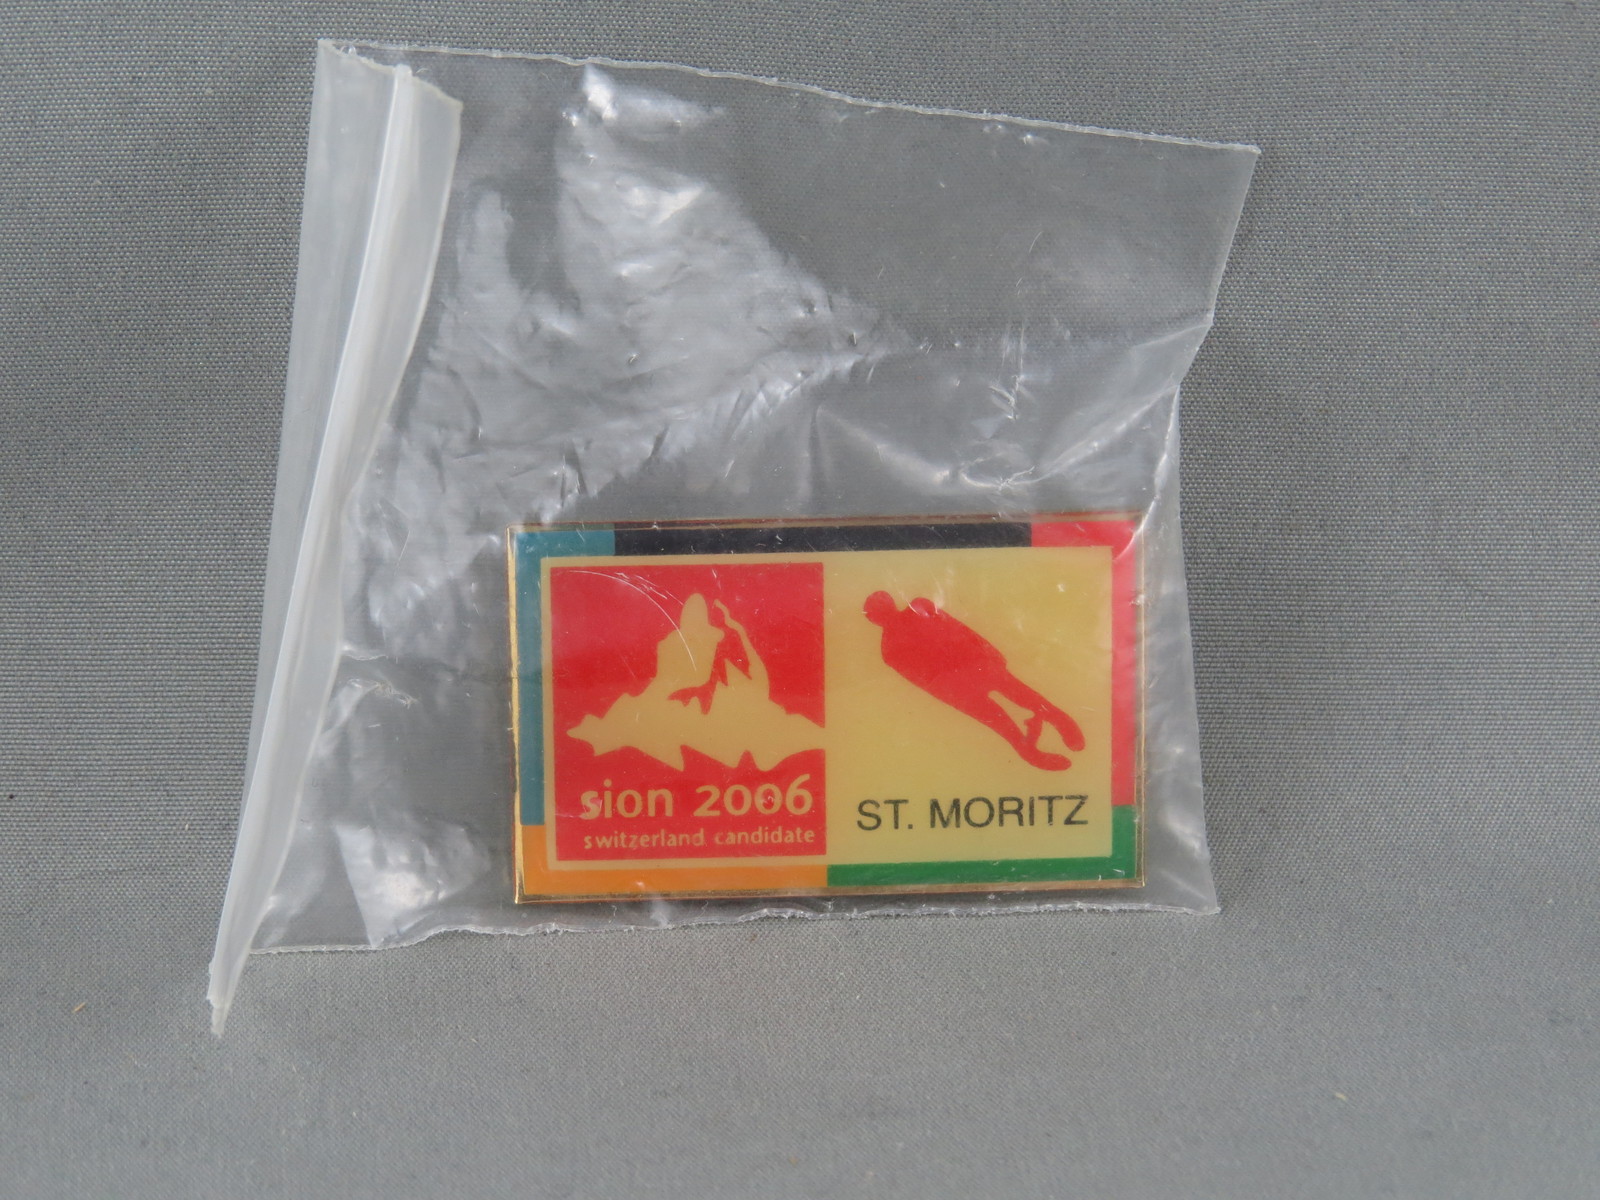 sion 2006
switzerland candidate
ST. MORITZ